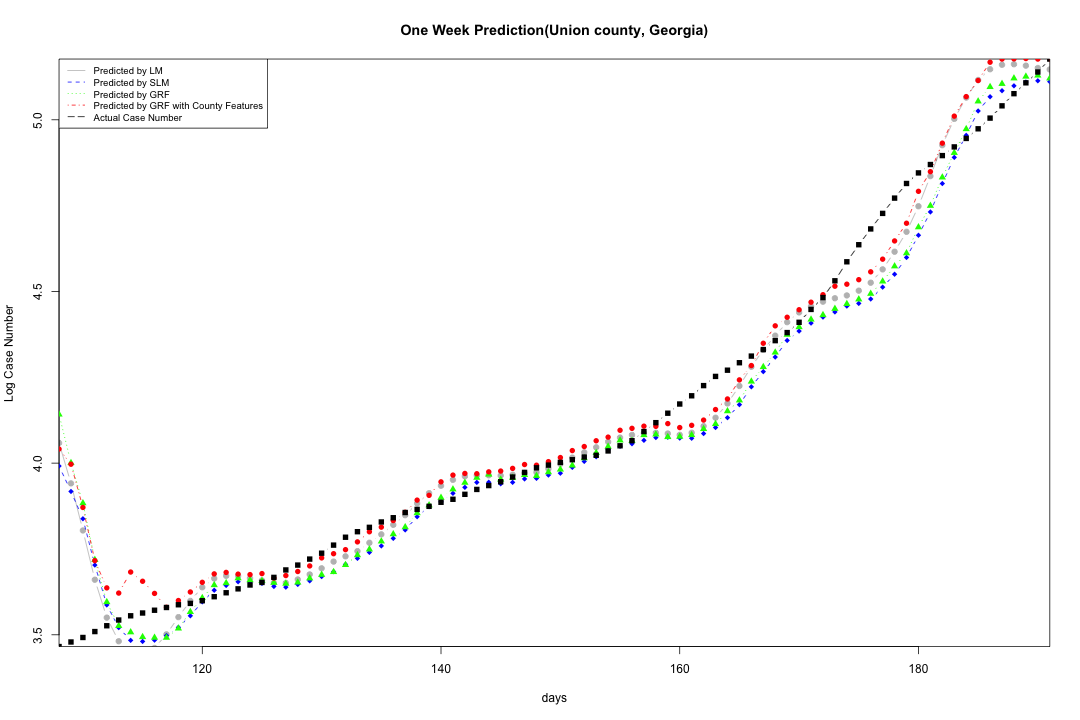 One Week Prediction(Union county, Georgia)
Predicted by LM
Predicted by SLM
Predicted by GRF
Predicted by GRF with County Features
Actual Case Number
5.0
4.5
4.0
3.5
Log Case Number
120 140 160 180
days